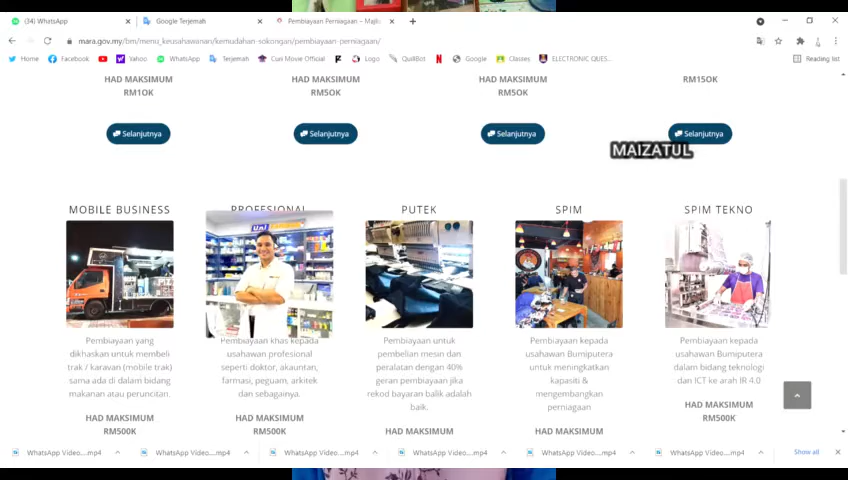 (34) WhatsApp
Google Terjemah
Pembiayaan Perniagaan – Majlis
mara.gov.my/bm/menu_keusahawanan/kemudahan-sokongan/pembiayaan-perniagaan/
Home
Facebook
Yahoo
WhatsApp
Terjemah
Curii Movie Official
Logo
QuillBot
Google
Classes
ELECTRONIC QUES...
Reading list
HAD MAKSIMUM
RM10K
HAD MAKSIMUM
RM50K
HAD MAKSIMUM
RM50K
RM150K
Selanjutnya
Selanjutnya
Selanjutnya
Selanjutnya
MAIZATUL
MOBILE BUSINESS
PROFESIONAL
PUTEK
SPIM
SPIM TEKNO
Pembiayaan yang
dikhaskan untuk membeli
trak / karavan (mobile trak)
sama ada di dalam bidang
makanan atau peruncitan.
HAD MAKSIMUM
RM500K
Pembiayaan khas kepada
usahawan profesional
seperti doktor, akauntan,
farmasi, peguam, arkitek
dan sebagainya.
HAD MAKSIMUM
RM500K
Pembiayaan untuk
pembelian mesin dan
peralatan dengan 40%
geran pembiayaan jika
rekod bayaran balik adalah
baik.
HAD MAKSIMUM
Pembiayaan kepada
usahawan Bumiputera
untuk meningkatkan
kapasiti &
mengembangkan
perniagaan
HAD MAKSIMUM
Pembiayaan kepada
usahawan Bumiputera
dalam bidang teknologi
dan ICT ke arah IR 4.0
HAD MAKSIMUM
RM500K
WhatsApp Video....mp4
WhatsApp Video....mp4
WhatsApp Video....mp4
WhatsApp Video....mp4
WhatsApp Video....mp4
WhatsApp Video....mp4
Show all